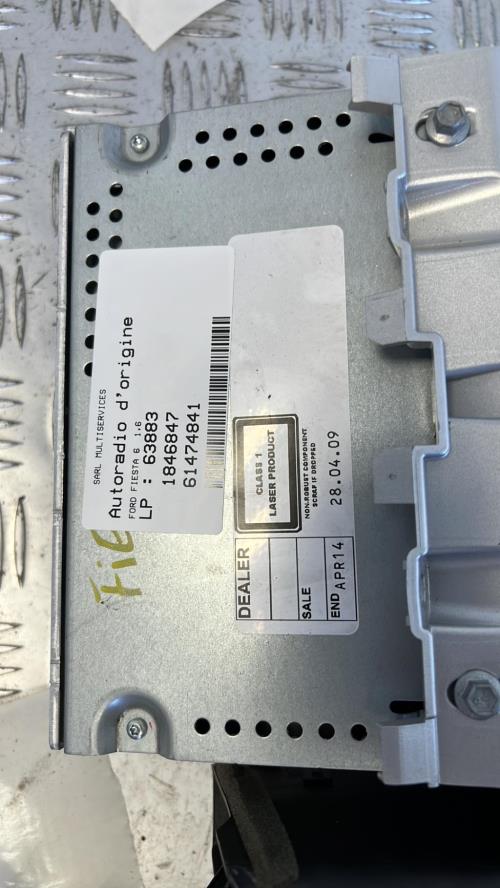 SARL MULTISERVICES
Autoradio d'origine
FORD FIESTA 6 1.6
LP : 63883
1846847
61474841
CLASS 1
LASER PRODUCT
NON.ROBUST COMPONENT
SCRAP IF DROPPED
28.04.09
DEALER
SALE
END APR14